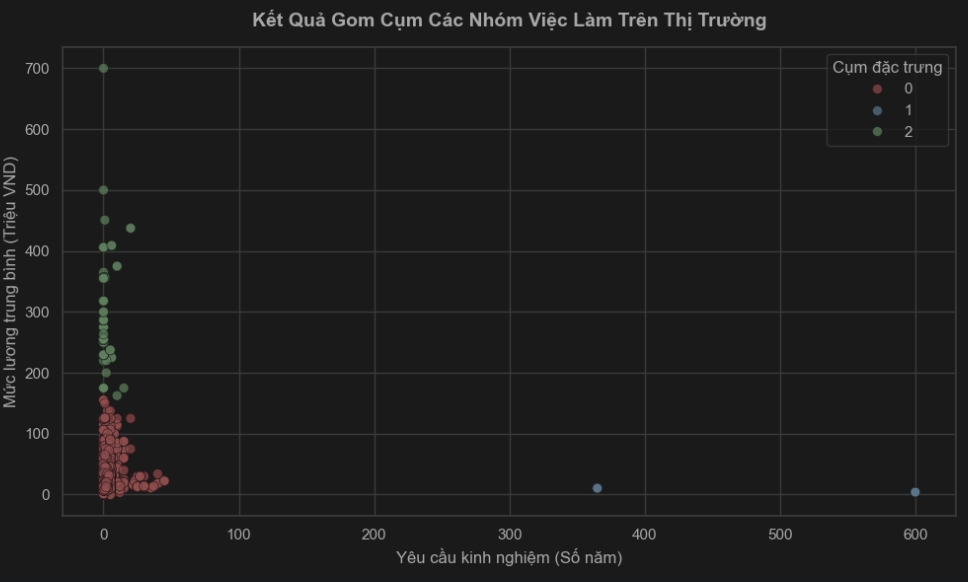 Kết Quả Gom Cụm Các Nhóm Việc Làm Trên Thị Trường
Cụm đặc trưng
0
1
2
Mức lương trung bình (Triệu VND)
700
600
500
400
300
200
100
0
0 100 200 300 400 500 600
Yêu cầu kinh nghiệm (Số năm)